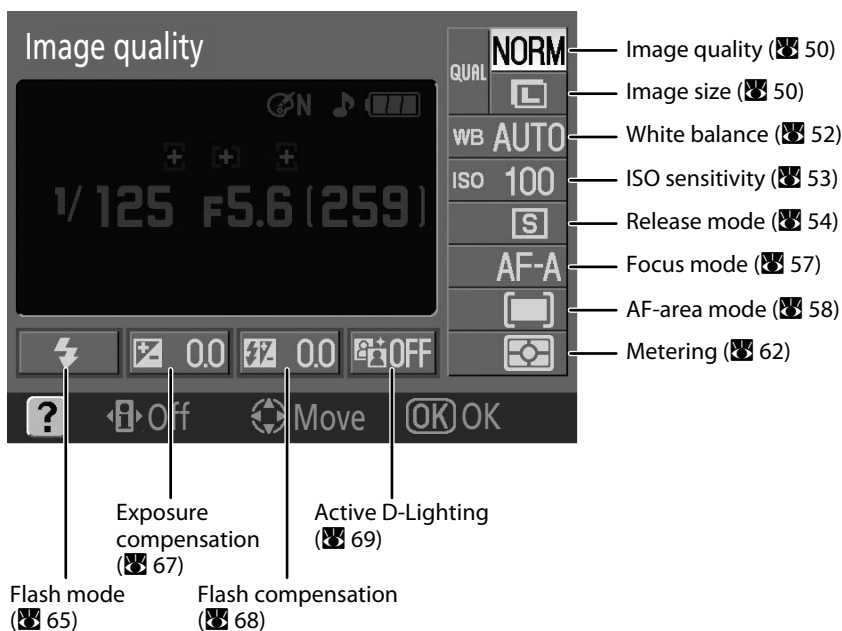 Image quality
QUAL NORM
L
WB AUTO
ISO 100
S
AF-A
N
1/125 F5.6 [259]
0.0
0.0
OFF
? i Off Move OK OK
Image quality ( 50)
Image size ( 50)
White balance ( 52)
ISO sensitivity ( 53)
Release mode ( 54)
Focus mode ( 57)
AF-area mode ( 58)
Metering ( 62)
Exposure
compensation
( 67)
Active D-Lighting
( 69)
Flash mode
( 65)
Flash compensation
( 68)